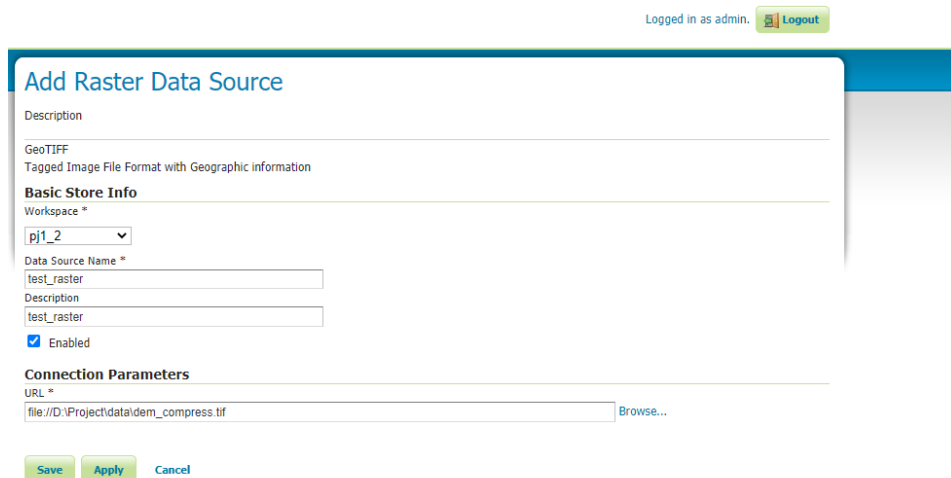 Logged in as admin. Logout
Add Raster Data Source
Description
GeoTIFF
Tagged Image File Format with Geographic information
Basic Store Info
Workspace *
pj1_2
Data Source Name *
test_raster
Description
test_raster
Enabled
Connection Parameters
URL *
file://D:\Project\data\dem_compress.tif Browse...
Save Apply Cancel